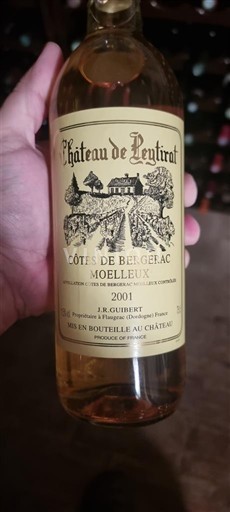 Château de Peytirat
CÔTES DE BERGERAC
MOELLEUX
APPELLATION CÔTES DE BERGERAC MOELLEUX CONTRÔLÉE
2001
J.R.GUIBERT
Propriétaire à Flaugeac (Dordogne) France
MIS EN BOUTEILLE AU CHÂTEAU
PRODUCE OF FRANCE